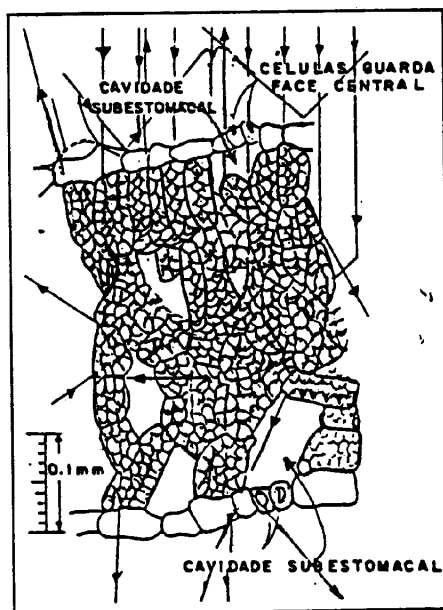 CAVIDADE
SUBESTOMACAL
CÉLULAS GUARDA
FACE CENTRAL
0.1mm
CAVIDADE SUBESTOMACAL